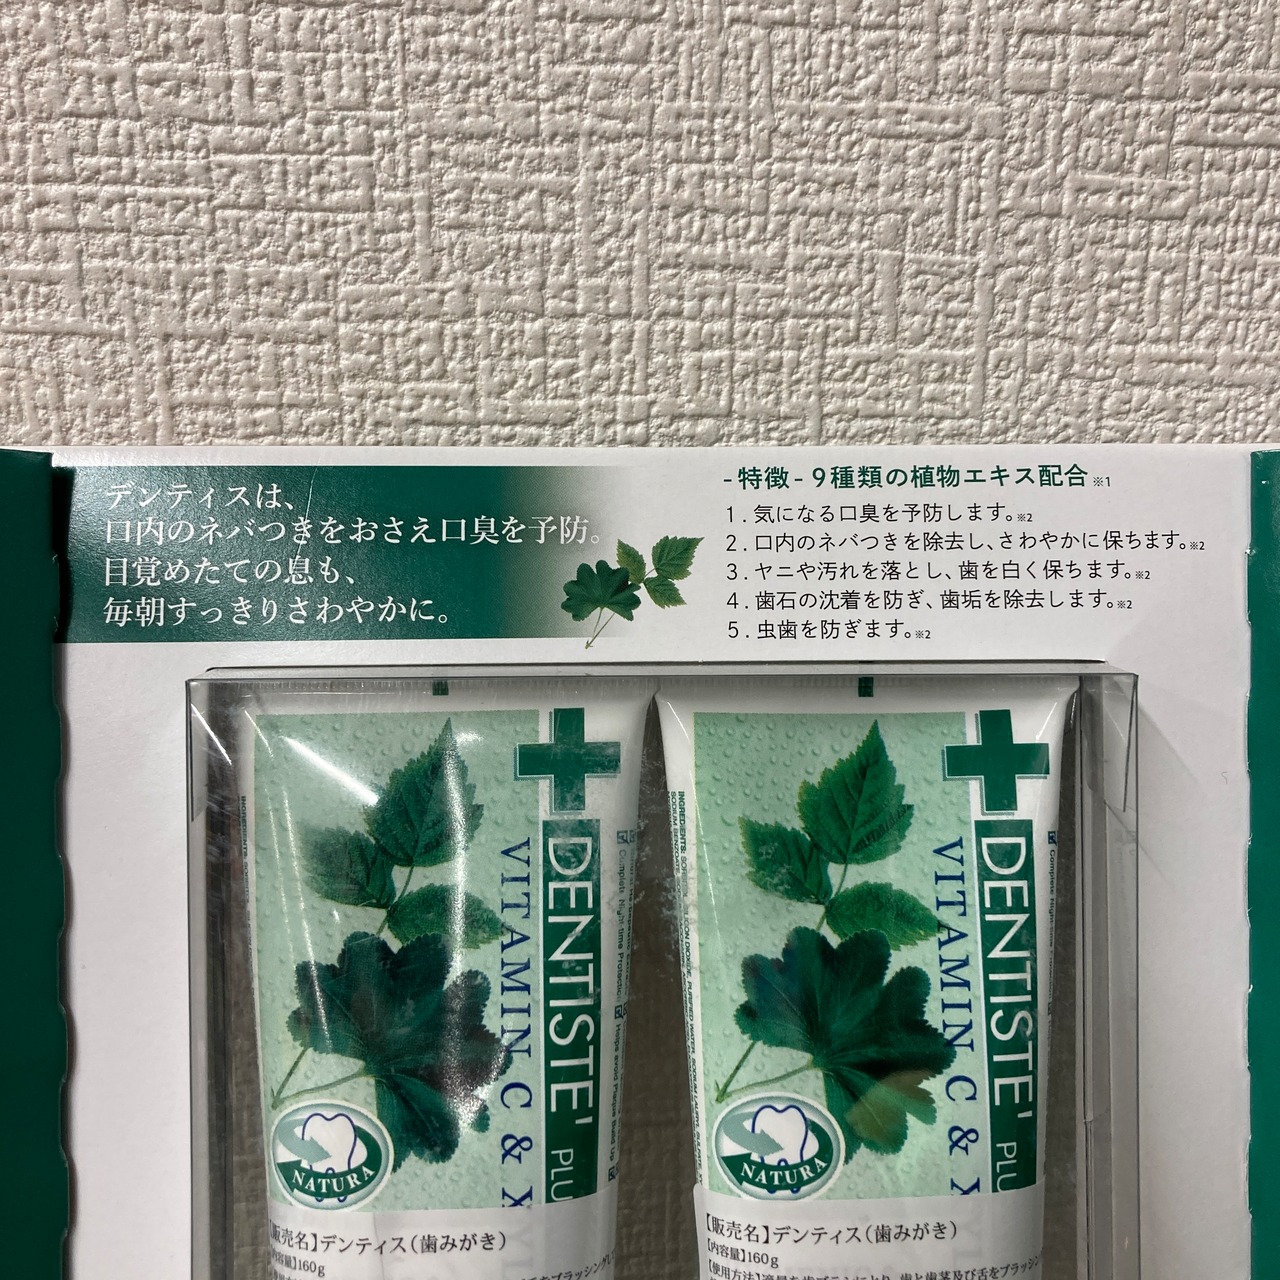 デンティスは、
口内のネバつきをおさえ口臭を予防。
目覚めたての息も、
毎朝すっきりさわやかに。
-特徴- 9種類の植物エキス配合※1
1. 気になる口臭を予防します。※2
2. 口内のネバつきを除去し、さわやかに保ちます。※2
3. ヤニや汚れを落とし、歯を白く保ちます。※2
4. 歯石の沈着を防ぎ、歯垢を除去します。※2
5. 虫歯を防ぎます。※2
DENTISTE' PLU
VITAMIN C & X
NATURA
【販売名】デンティス（歯みがき）
【内容量】160g
DENTISTE' PLU
VITAMIN C & X
NATURA
【販売名】デンティス（歯みがき）
【内容量】160g